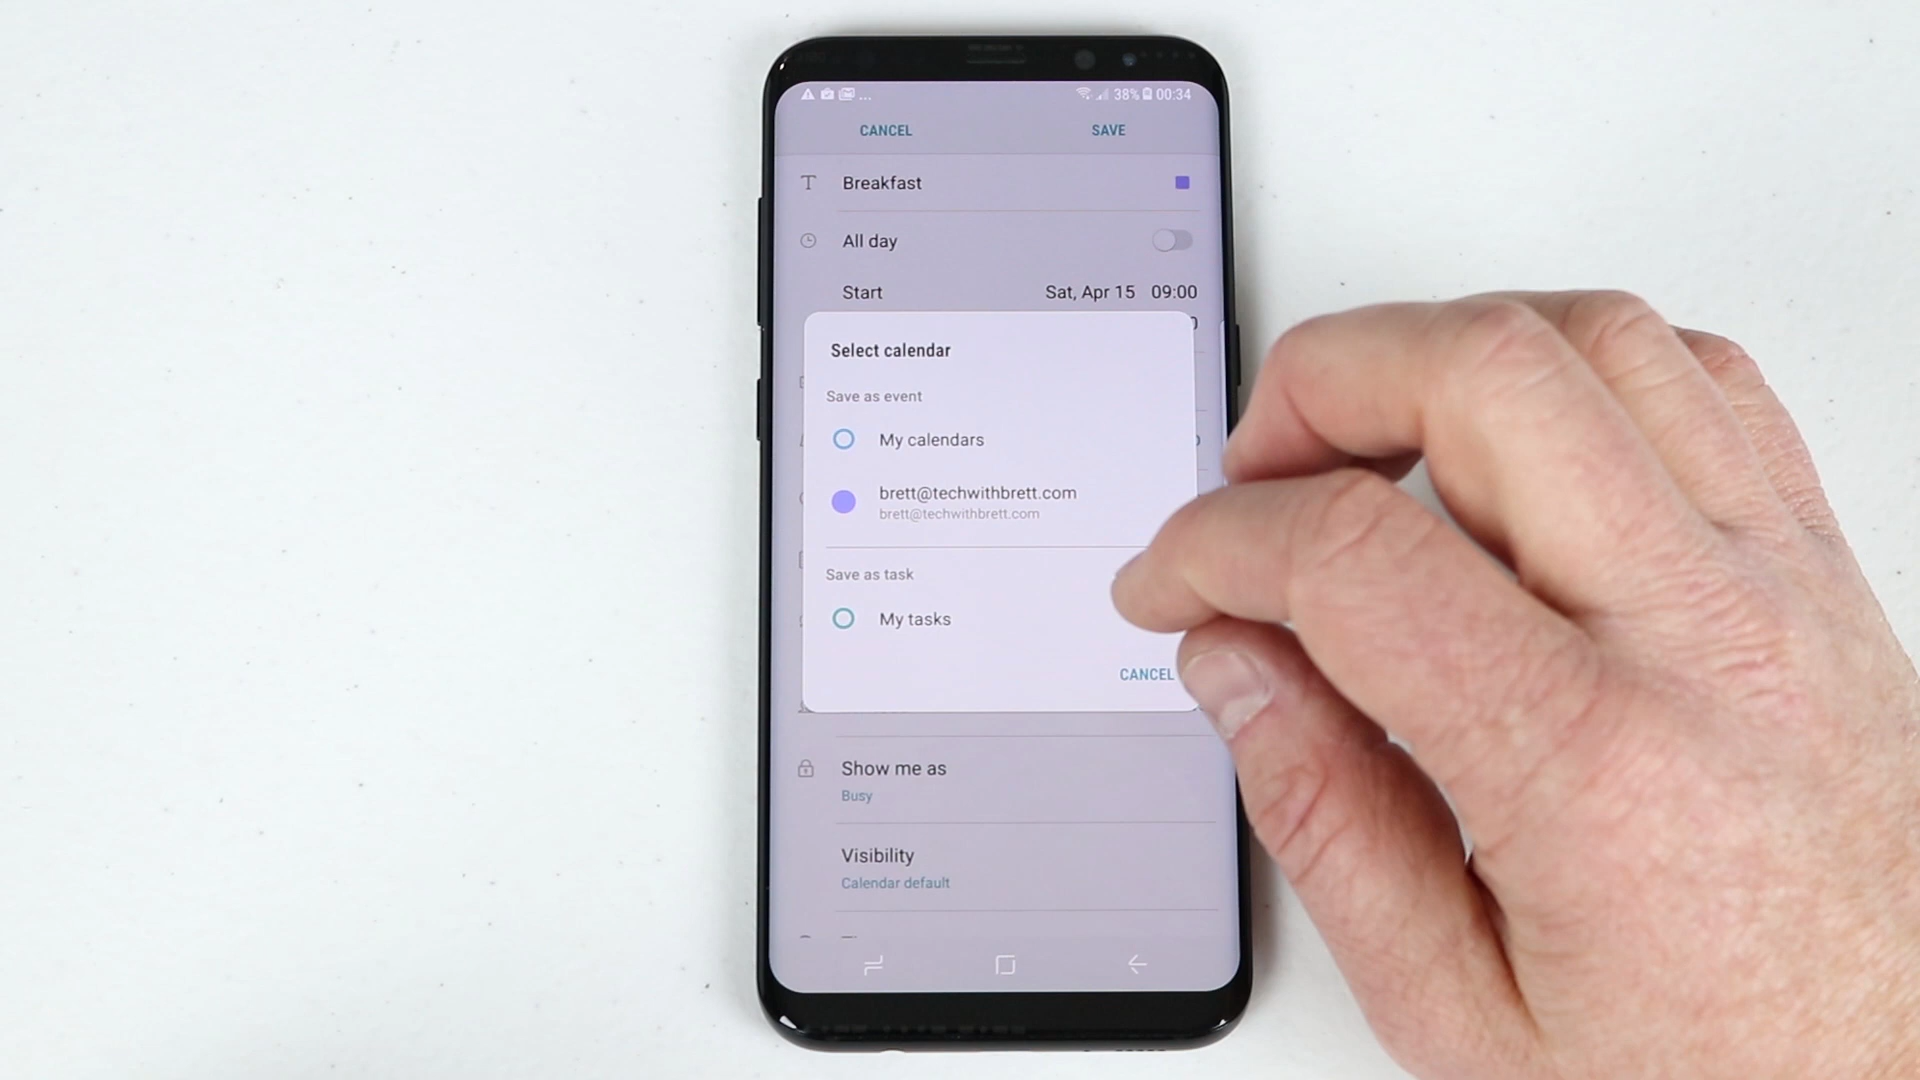 ... 38% 00:34
CANCEL SAVE
Breakfast
All day
Start Sat, Apr 15 09:00
Select calendar
Save as event
My calendars
brett@techwithbrett.com
brett@techwithbrett.com
Save as task
My tasks
CANCEL
Show me as
Busy
Visibility
Calendar default